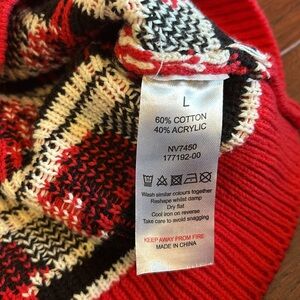 L
60% COTTON
40% ACRYLIC
NV7450
177192-00
Wash similar colours together
Reshape whilst damp
Dry flat
Cool iron on reverse
Take care to avoid snagging
KEEP AWAY FROM FIRE
MADE IN CHINA